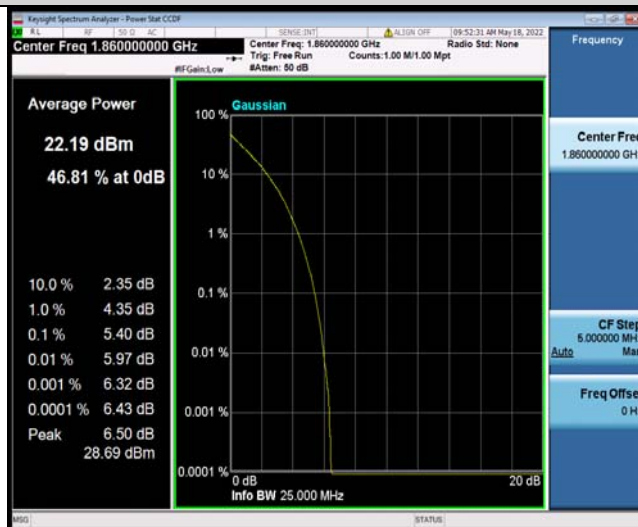 Keysight Spectrum Analyzer - Power Stat CCDF
RL RF 50 Ω AC SENSE:INT ALIGN OFF 09:52:31 AM May 18, 2022
Center Freq 1.860000000 GHz
Center Freq: 1.860000000 GHz Radio Std: None
Trig: Free Run Counts:1.00 M/1.00 Mpt
#IFGain:Low #Atten: 50 dB
Frequency
Average Power
22.19 dBm
46.81 % at 0dB
10.0 % 2.35 dB
1.0 % 4.35 dB
0.1 % 5.40 dB
0.01 % 5.97 dB
0.001 % 6.32 dB
0.0001 % 6.43 dB
Peak 6.50 dB
28.69 dBm
Gaussian
100 %
10 %
1 %
0.1 %
0.01 %
0.001 %
0.0001 %
0 dB 20 dB
Info BW 25.000 MHz
Center Fre
1.860000000 GH
CF Step
5.000000 MH
Auto Ma
Freq Offse
0 H
MSG STATUS